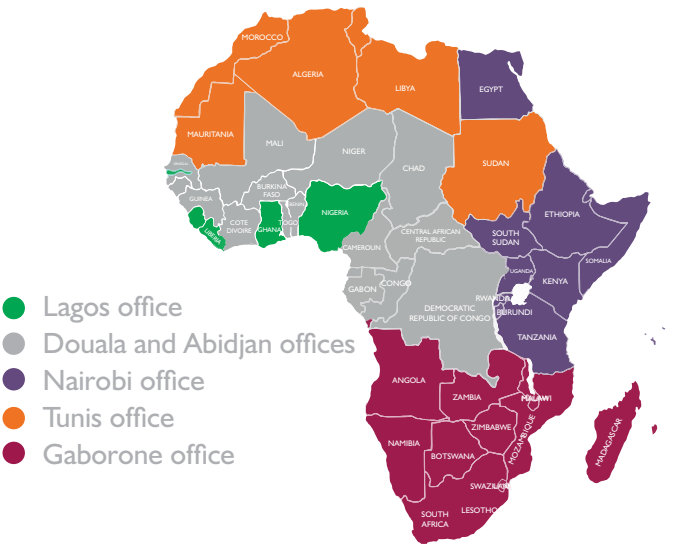 MOROCCO
ALGERIA
LIBYA
EGYPT
MAURITANIA
MALI
NIGER
CHAD
SUDAN
GUINEA
BURKINA
FASO
COTE
DIVOIRE
LIBERIA
GHANA
TOGO
NIGERIA
CAMEROUN
CENTRAL AFRICAN
REPUBLIC
SOUTH
SUDAN
ETHIOPIA
SOMALIA
UGANDA
KENYA
GABON
CONGO
RWANDA
BURUNDI
DEMOCRATIC
REPUBLIC OF CONGO
TANZANIA
ANGOLA
ZAMBIA
MALAWI
MOZAMBIQUE
ZIMBABWE
NAMIBIA
BOTSWANA
MADAGASCAR
SWAZILAND
LESOTHO
SOUTH
AFRICA
Lagos office
Douala and Abidjan offices
Nairobi office
Tunis office
Gaborone office